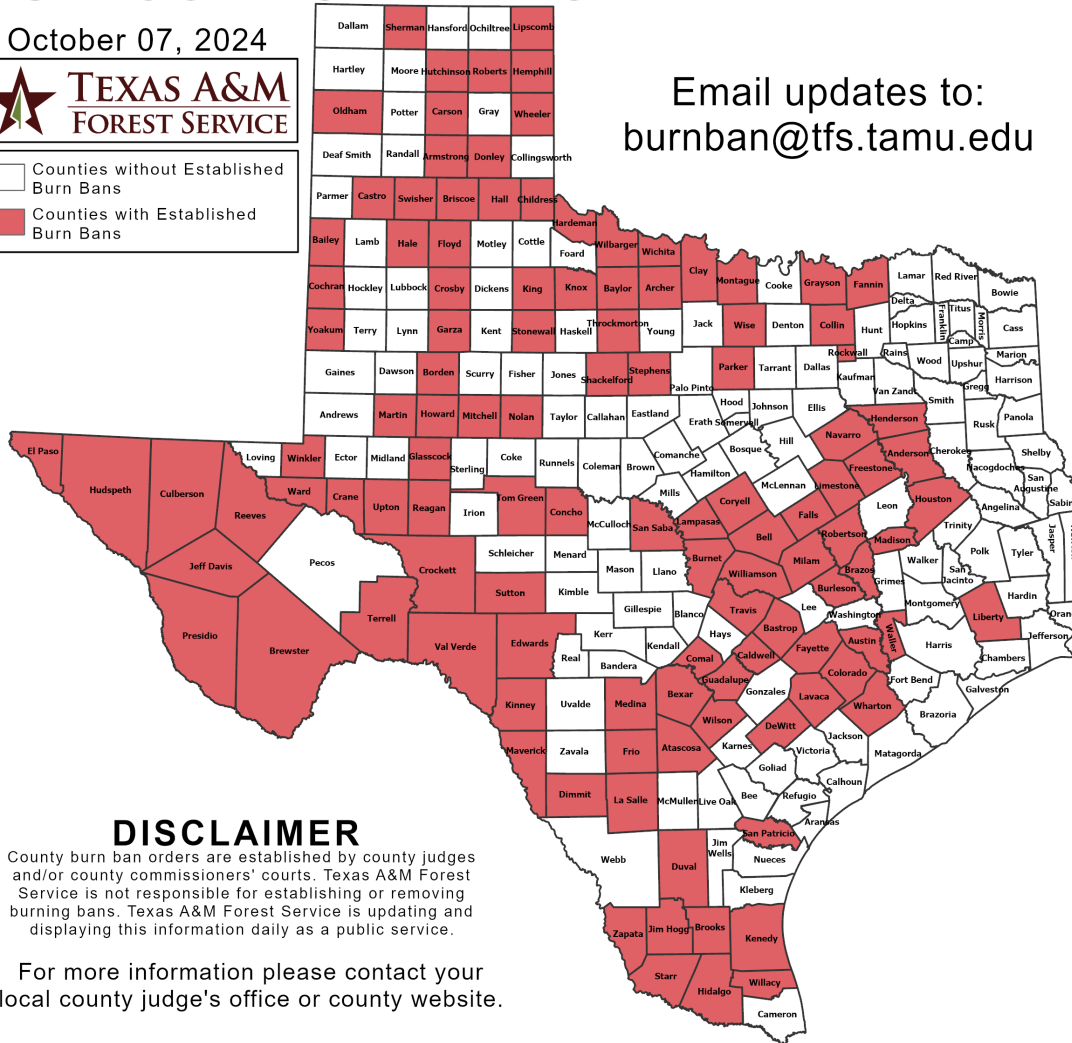 October 07, 2024
TEXAS A&M
FOREST SERVICE
Counties without Established
Burn Bans
Counties with Established
Burn Bans
Email updates to:
burnban@tfs.tamu.edu
Dallam Sherman Hansford Ochiltree Lipscomb
Hartley Moore Hutchinson Roberts Hemphill
Oldham Potter Carson Gray Wheeler
Deaf Smith Randall Armstrong Donley Collingsworth
Parmer Castro Swisher Briscoe Hall Childress
Hardeman
Bailey Lamb Hale Floyd Motley Cottle Foard Wilbarger Wichita
Clay Montague Cooke Grayson Fannin Lamar Red River Bowie
Cochran Hockley Lubbock Crosby Dickens King Knox Baylor Archer
Delta Titus Franklin Morris
Yoakum Terry Lynn Garza Kent Stonewall Haskell Throckmorton Young Jack Wise Denton Collin Hunt Hopkins Camp Cass
Rockwall Rains Wood Upshur Marion
Gaines Dawson Borden Scurry Fisher Jones Shackelford Stephens Palo Pinto Parker Tarrant Dallas Kaufman Van Zandt Gregg Harrison
Smith
Andrews Martin Howard Mitchell Nolan Taylor Callahan Eastland Erath Hood Somervell Johnson Ellis Henderson Rusk Panola
El Paso Hudspeth Culberson Loving Winkler Ector Midland Glasscock Sterling Coke Runnels Coleman Brown Comanche Bosque Hill Navarro Anderson Cherokee Shelby
Hamilton Freestone Nacogdoches
Mills McLennan Limestone San Augustine
Reeves Ward Crane Upton Reagan Irion Tom Green Concho McCulloch San Saba Lampasas Coryell Falls Leon Houston Angelina Sabin
Jeff Davis Pecos Crockett Schleicher Menard Mason Llano Burnet Bell Robertson Madison Trinity Jasper
Milam Brazos Walker Polk Tyler
Presidio Brewster Terrell Sutton Kimble Williamson Burleson Grimes San Jacinto
Gillespie Blanco Travis Lee Washington Montgomery Liberty Hardin Oran
Val Verde Edwards Kerr Kendall Hays Bastrop Austin Waller Harris Jefferson
Real Bandera Comal Caldwell Fayette Colorado Chambers
Kinney Uvalde Medina Bexar Guadalupe Gonzales Lavaca Wharton Fort Bend Galveston
Wilson DeWitt Brazoria
Maverick Zavala Frio Atascosa Karnes Victoria Jackson Matagorda
Goliad Calhoun
Dimmit La Salle McMullen Live Oak Bee Refugio
Aransas
San Patricio
Webb Duval Jim Wells Nueces
Kleberg
Zapata Jim Hogg Brooks Kenedy
Starr Hidalgo Willacy
Cameron
DISCLAIMER
County burn ban orders are established by county judges
and/or county commissioners' courts. Texas A&M Forest
Service is not responsible for establishing or removing
burning bans. Texas A&M Forest Service is updating and
displaying this information daily as a public service.
For more information please contact your
local county judge's office or county website.